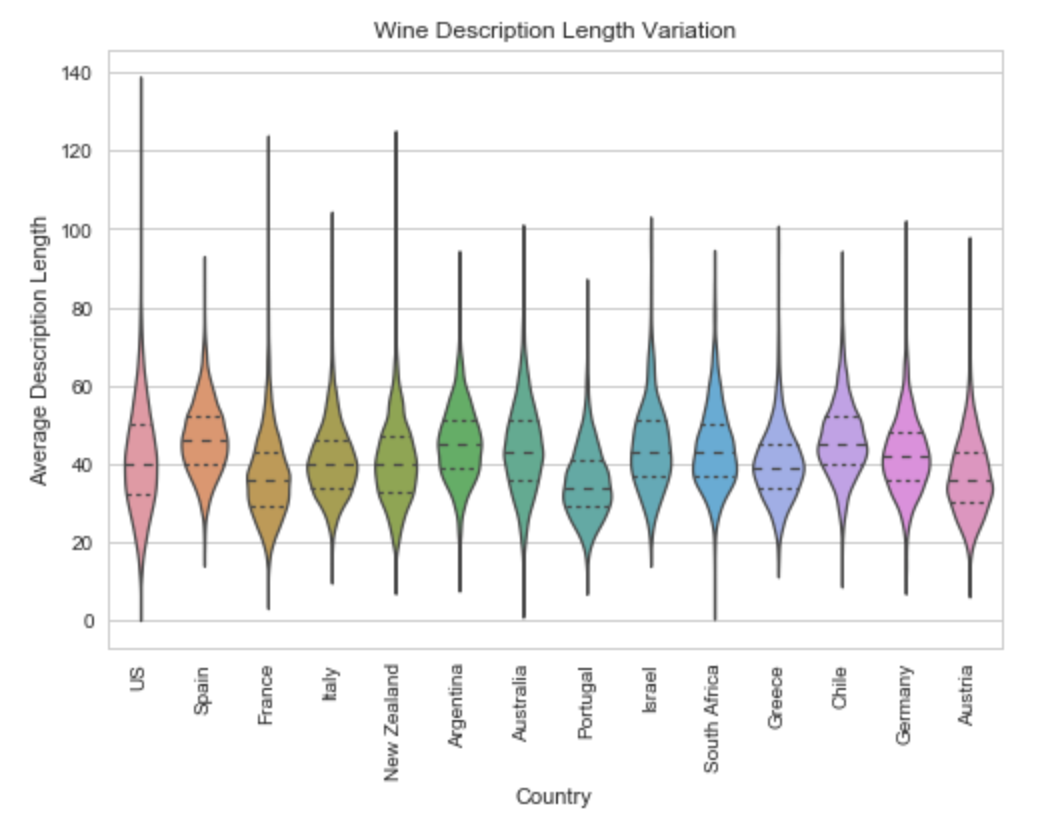 Wine Description Length Variation
Average Description Length
140
120
100
80
60
40
20
0
US
Spain
France
Italy
New Zealand
Argentina
Australia
Portugal
Israel
South Africa
Greece
Chile
Germany
Austria
Country